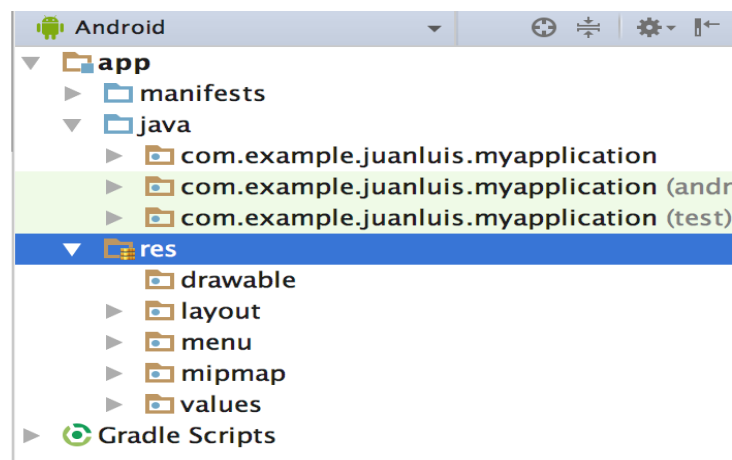 Android
app
manifests
java
com.example.juanluis.myapplication
com.example.juanluis.myapplication (andr
com.example.juanluis.myapplication (test)
res
drawable
layout
menu
mipmap
values
Gradle Scripts